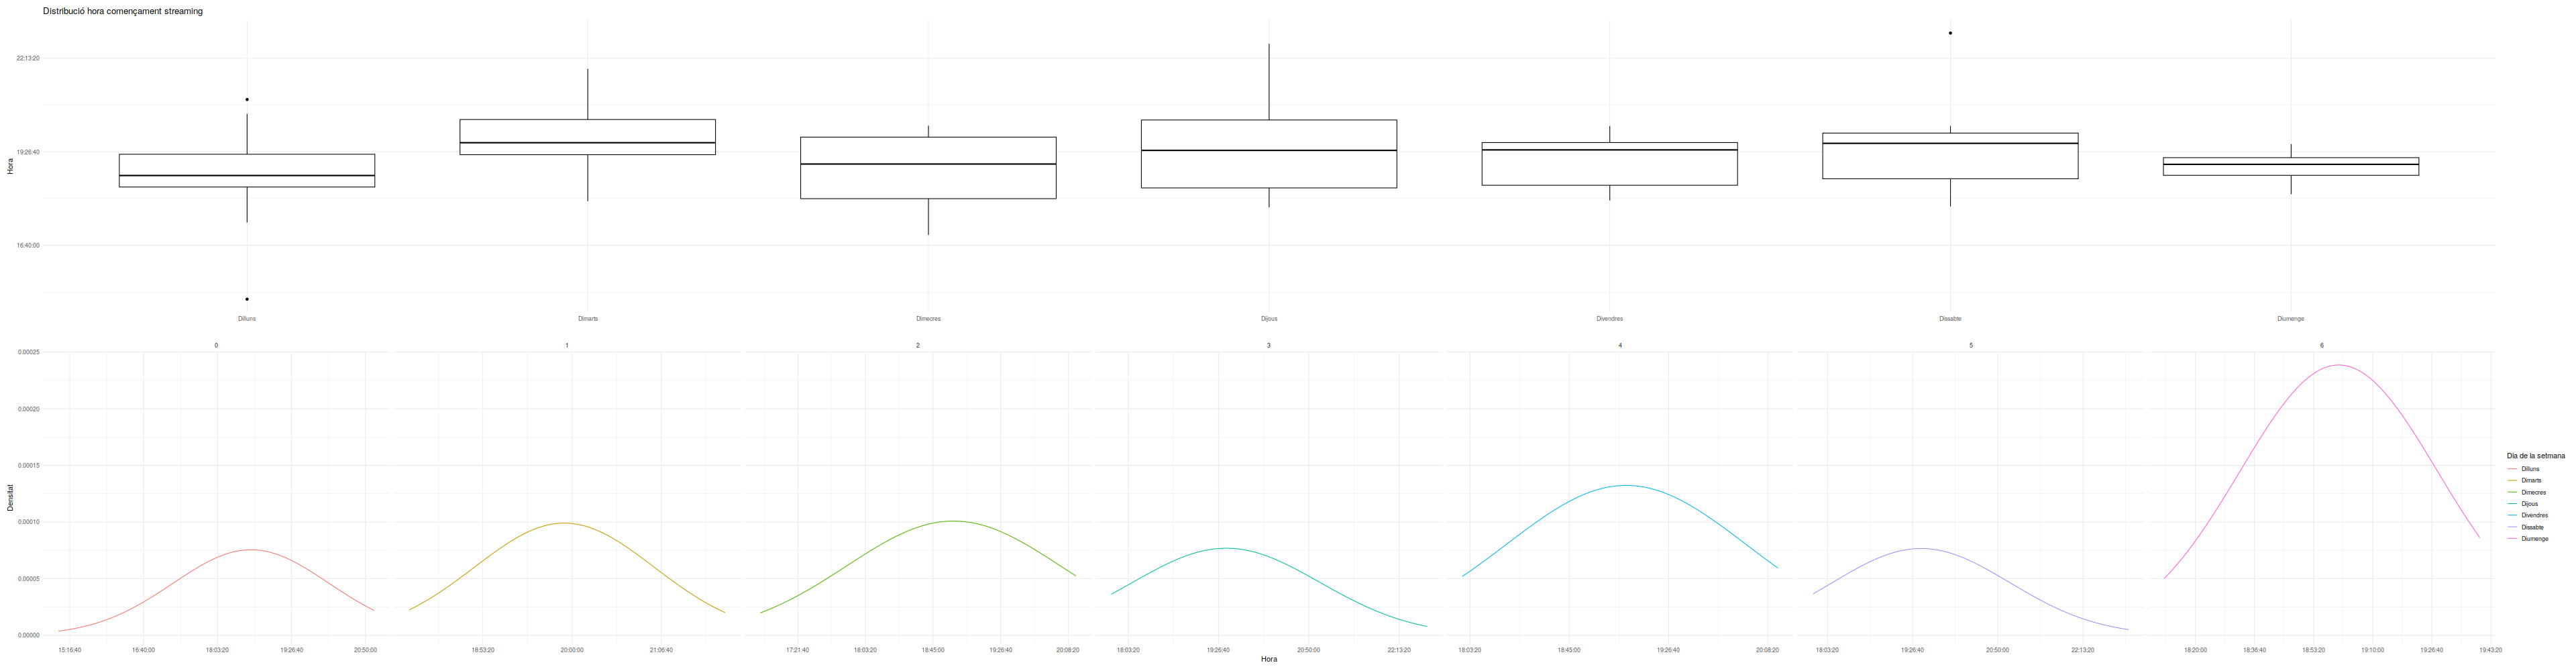 Distribució hora començament streaming
Hora
22:13:20
19:26:40
16:40:00
Dilluns Dimarts Dimecres Dijous Divendres Dissabte Diumenge
0 1 2 3 4 5 6
Densitat
0.00025
0.00020
0.00015
0.00010
0.00005
0.00000
15:16:40 16:40:00 18:03:20 19:26:40 20:50:00 18:53:20 20:00:00 21:06:40 17:21:40 18:03:20 18:45:00 19:26:40 20:08:20 18:03:20 19:26:40 20:50:00 22:13:20 18:03:20 18:45:00 19:26:40 20:08:20 18:03:20 19:26:40 20:50:00 22:13:20 18:20:00 18:36:40 18:53:20 19:10:00 19:26:40 19:43:20
Hora
Dia de la setmana
Dilluns
Dimarts
Dimecres
Dijous
Divendres
Dissabte
Diumenge